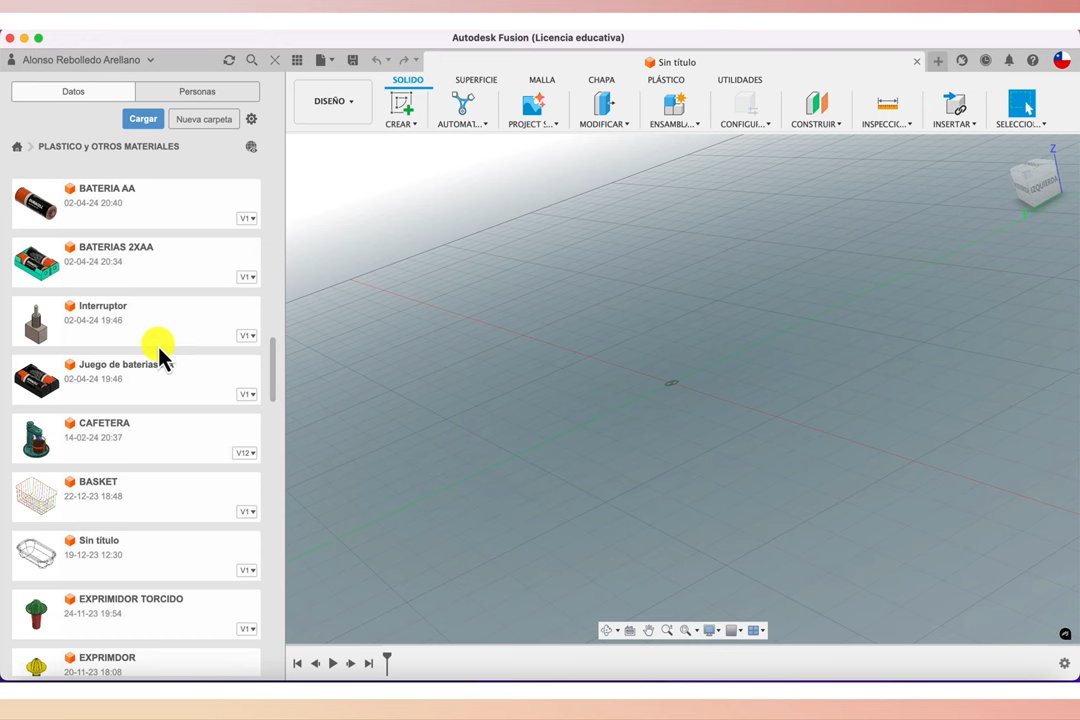 Autodesk Fusion (Licencia educativa)
Alonso Rebolledo Arellano
Sin título
Datos
Personas
SOLIDO
SUPERFICIE
MALLA
CHAPA
PLÁSTICO
UTILIDADES
Cargar
Nueva carpeta
DISEÑO
CREAR
AUTOMAT...
PROJECT S...
MODIFICAR
ENSAMBL...
CONFIGU...
CONSTRUIR
INSPECCIO...
INSERTAR
SELECCIO...
PLASTICO y OTROS MATERIALES
Z
IZQUIERDA
Y
BATERIA AA
02-04-24 20:40
V1
BATERIAS 2XAA
02-04-24 20:34
V1
Interruptor
02-04-24 19:46
V1
Juego de baterias
02-04-24 19:46
V1
CAFETERA
14-02-24 20:37
V12
BASKET
22-12-23 18:48
V1
Sin título
19-12-23 12:30
V1
EXPRIMIDOR TORCIDO
24-11-23 19:54
V1
EXPRIMDOR
20-11-23 18:08